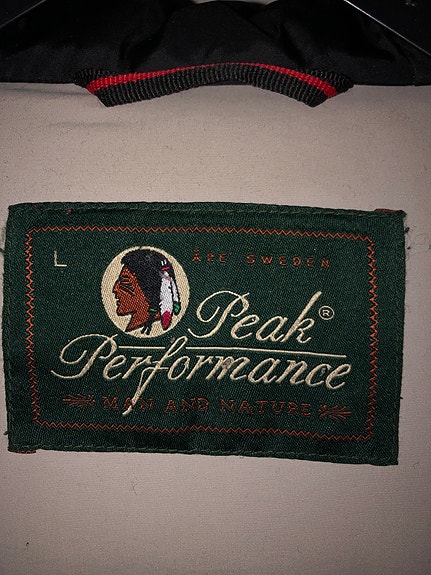 L
ÅRE SWEDEN
Peak®
Performance
MAN AND NATURE